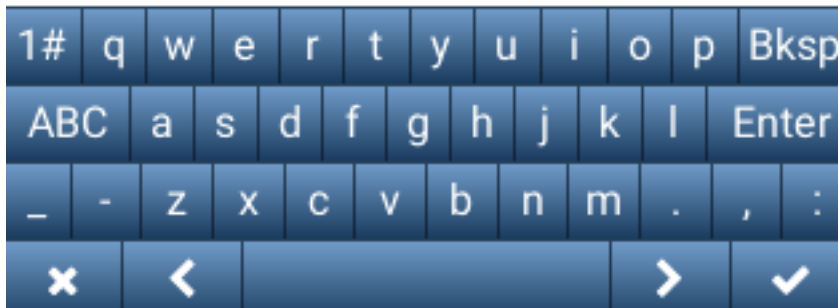 1# q w e r t y u i o p Bksp
ABC a s d f g h j k l Enter
_ - z x c v b n m . , :